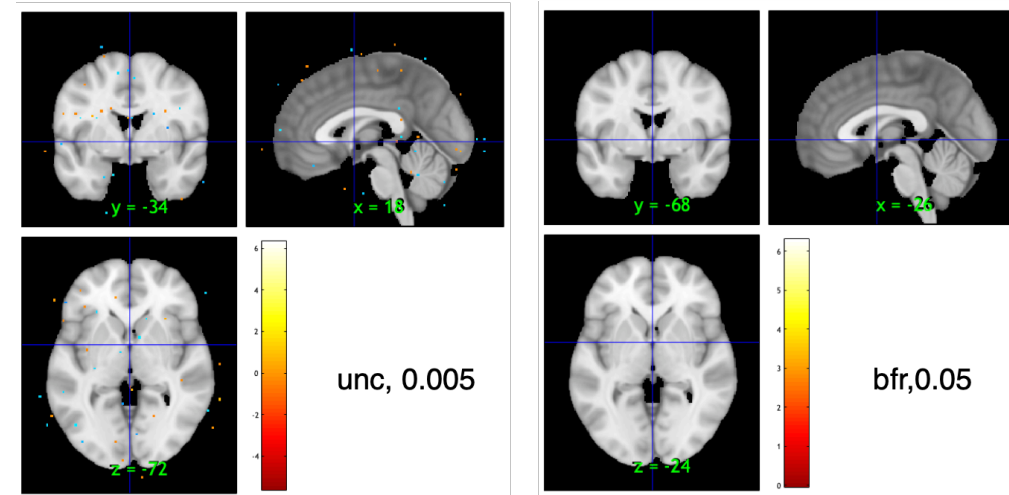 y = -34
x = 18
z = -72
6
4
2
0
-2
-4
unc, 0.005
y = -68
x = -26
z = -24
6
5
4
3
2
1
0
bfr,0.05